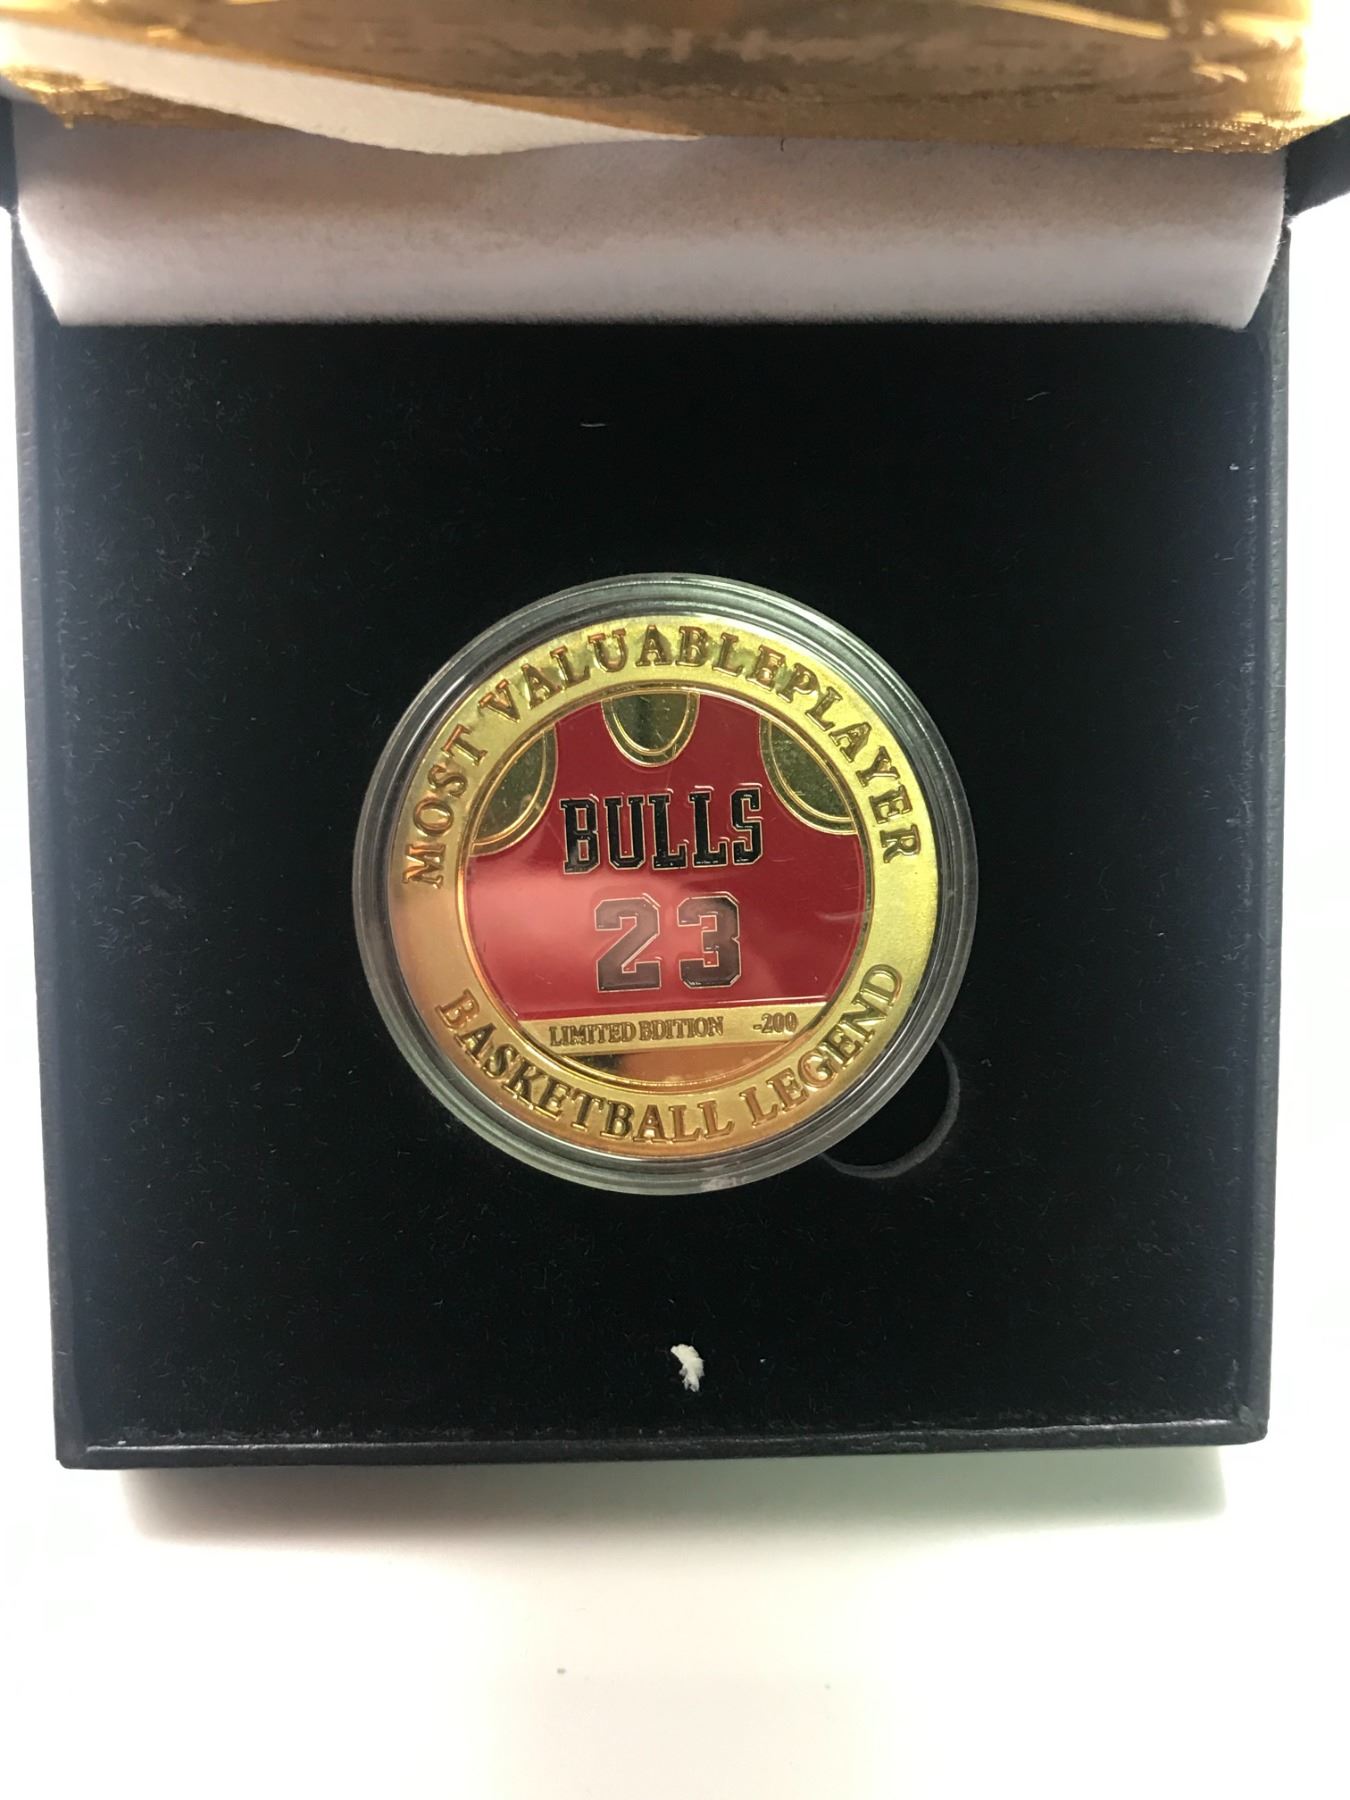 MOST VALUABLEPLAYER
BULLS
23
LIMITED EDITION -200
BASKETBALL LEGEND